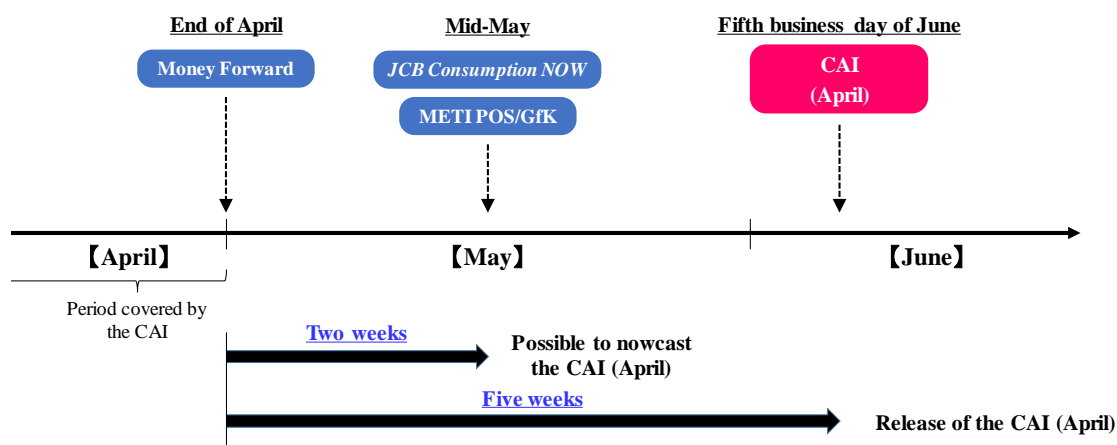 End of April
Mid-May
Fifth business day of June
Money Forward
JCB Consumption NOW
METI POS/GfK
CAI
(April)
【April】
【May】
【June】
Period covered by
the CAI
Two weeks
Possible to nowcast
the CAI (April)
Five weeks
Release of the CAI (April)